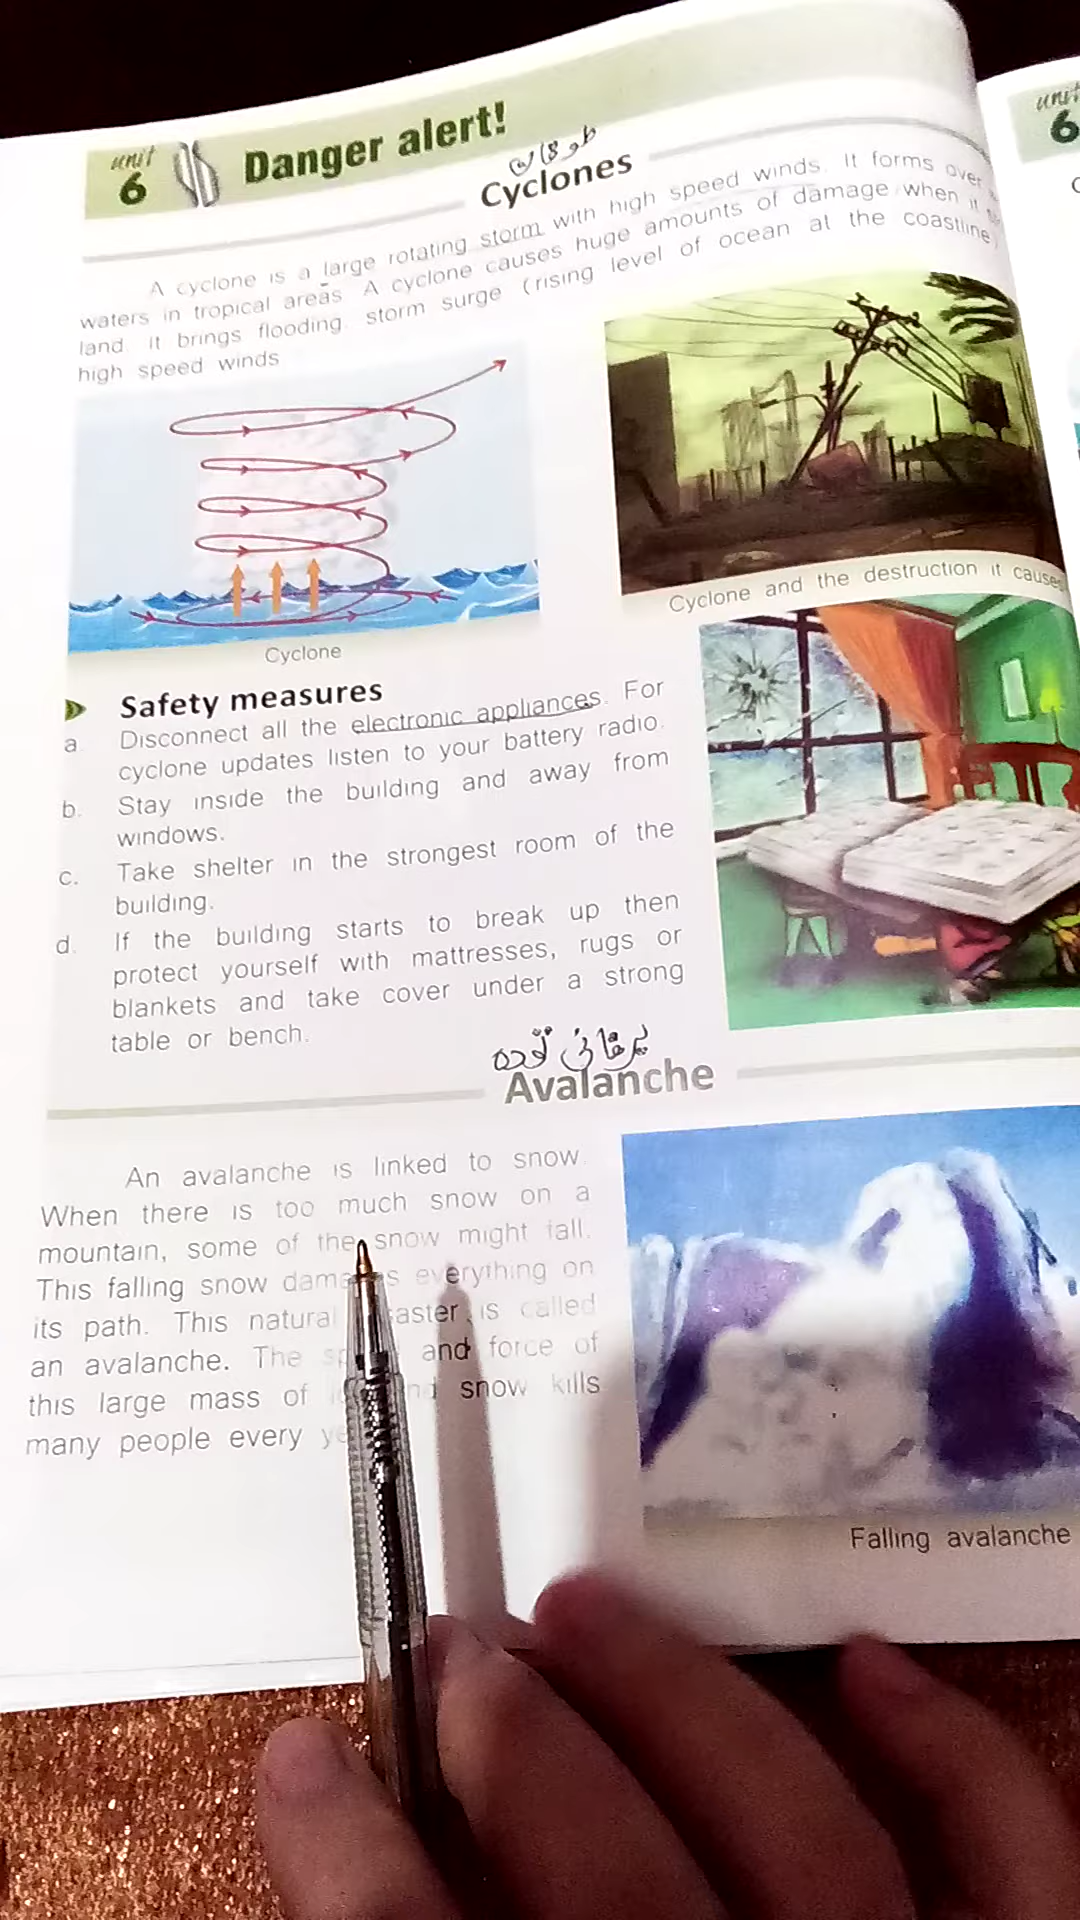 unit
6
Danger alert!
unit
6
طوفان
Cyclones
A cyclone is a large rotating storm with high speed winds. It forms over
waters in tropical areas. A cyclone causes huge amounts of damage when it
land. It brings flooding, storm surge (rising level of ocean at the coastline)
high speed winds
Cyclone
Cyclone and the destruction it causes
Safety measures
a. Disconnect all the electronic appliances. For
cyclone updates listen to your battery radio.
b. Stay inside the building and away from
windows.
c. Take shelter in the strongest room of the
building.
d. If the building starts to break up then
protect yourself with mattresses, rugs or
blankets and take cover under a strong
table or bench.
برفانی تودہ
Avalanche
An avalanche is linked to snow.
When there is too much snow on a
mountain, some of the snow might fall.
This falling snow everything on
its path. This natural is called
an avalanche. The and force of
this large mass of snow kills
many people every
Falling avalanche